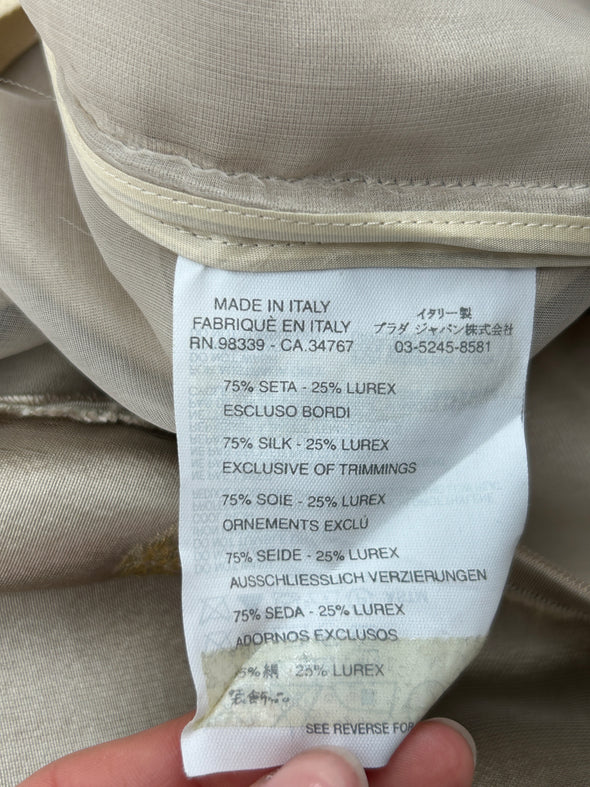 MADE IN ITALY
FABRIQUÈ EN ITALY
RN.98339 - CA.34767
イタリー製
プラダ ジャパン株式会社
03-5245-8581
75% SETA - 25% LUREX
ESCLUSO BORDI
75% SILK - 25% LUREX
EXCLUSIVE OF TRIMMINGS
75% SOIE - 25% LUREX
ORNEMENTS EXCLÚ
75% SEIDE - 25% LUREX
AUSSCHLIESSLICH VERZIERUNGEN
75% SEDA - 25% LUREX
ADORNOS EXCLUSOS
5% 絹 - 25% LUREX
SEE REVERSE FOR